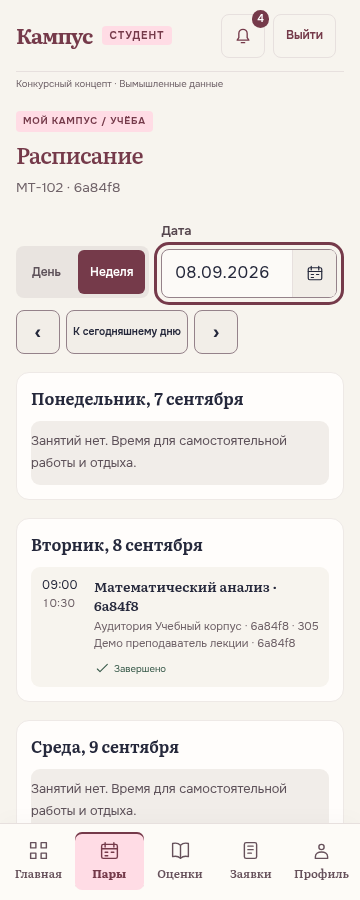 Кампус
СТУДЕНТ
4
Выйти
Конкурсный концепт · Вымышленные данные
МОЙ КАМПУС / УЧЁБА
Расписание
МТ-102 · 6a84f8
Дата
День
Неделя
08.09.2026
‹
К сегодняшнему дню
›
Понедельник, 7 сентября
Занятий нет. Время для самостоятельной
работы и отдыха.
Вторник, 8 сентября
09:00
10:30
Математический анализ ·
6a84f8
Аудитория Учебный корпус · 6a84f8 · 305
Демо преподаватель лекции · 6a84f8
Завершено
Среда, 9 сентября
Занятий нет. Время для самостоятельной
работы и отдыха.
Главная
Пары
Оценки
Заявки
Профиль